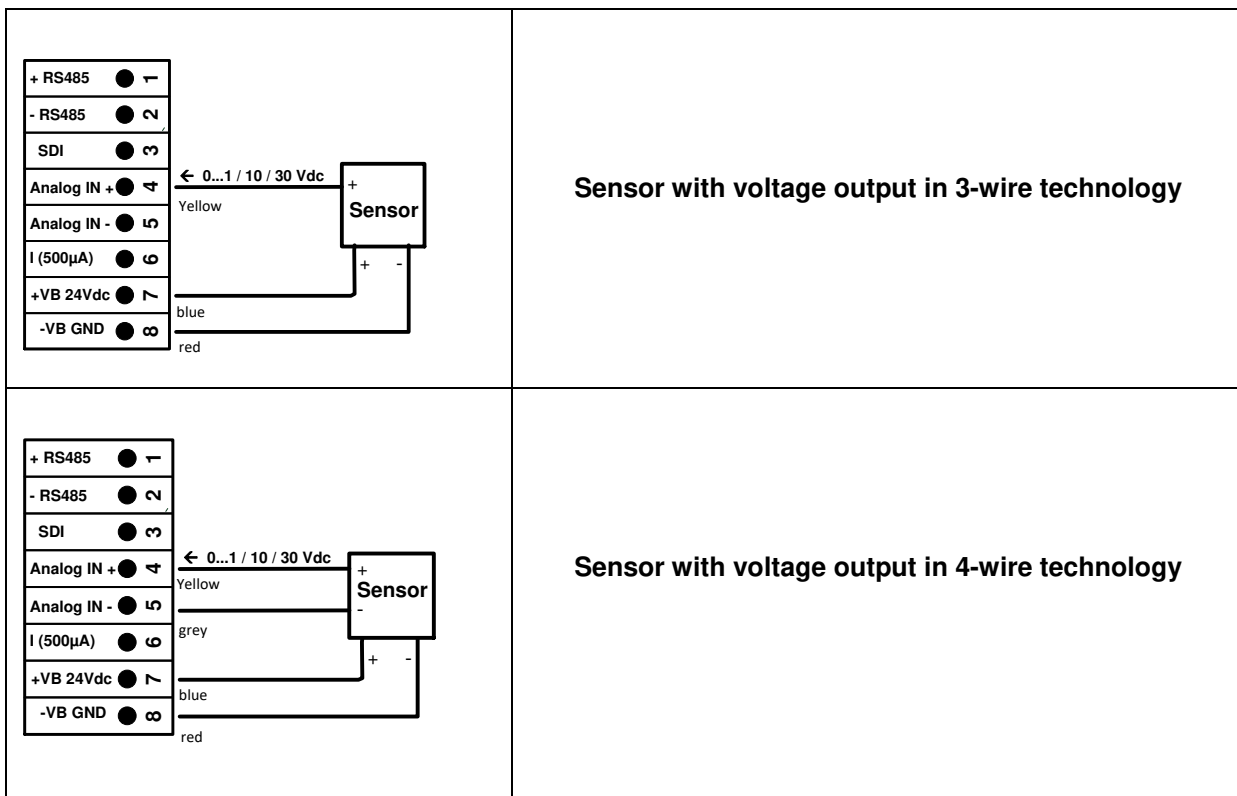 + RS485 1
- RS485 2
SDI 3
Analog IN + 4
Analog IN - 5
I (500µA) 6
+VB 24Vdc 7
-VB GND 8
← 0...1 / 10 / 30 Vdc
Yellow
+
Sensor
+ -
blue
red
Sensor with voltage output in 3-wire technology
+ RS485 1
- RS485 2
SDI 3
Analog IN + 4
Analog IN - 5
I (500µA) 6
+VB 24Vdc 7
-VB GND 8
← 0...1 / 10 / 30 Vdc
Yellow
grey
+
Sensor
-
+ -
blue
red
Sensor with voltage output in 4-wire technology